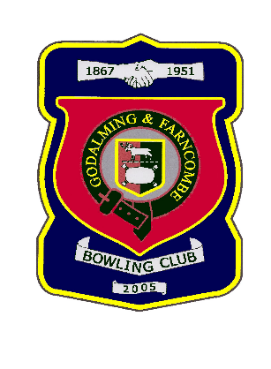 1867 1951
GODALMING & FARNCOMBE
BOWLING CLUB
2005